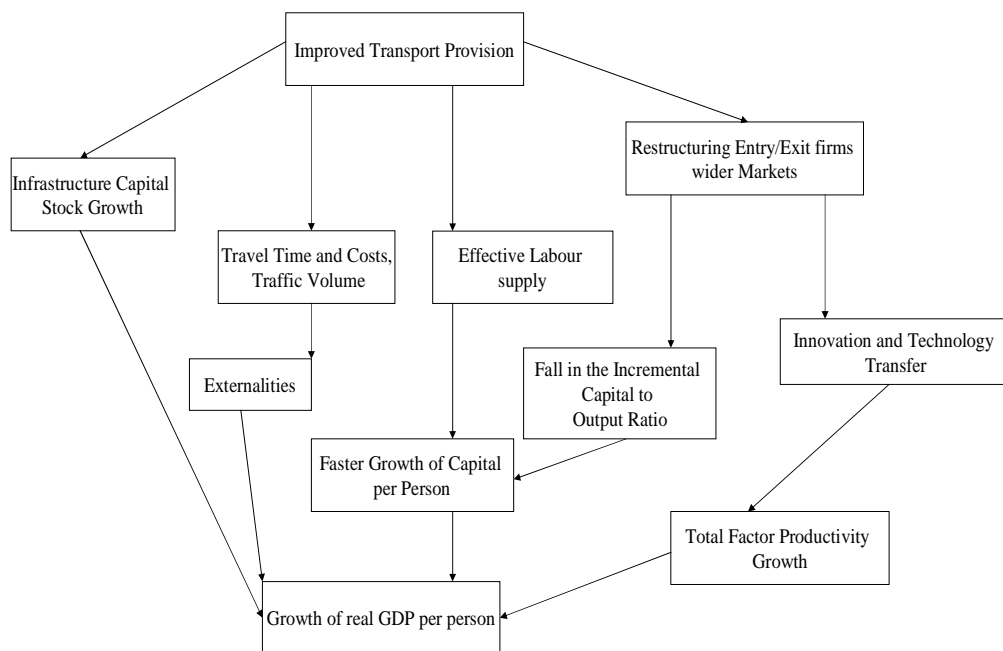 Improved Transport Provision
Restructuring Entry/Exit firms
wider Markets
Infrastructure Capital
Stock Growth
Travel Time and Costs,
Traffic Volume
Effective Labour
supply
Innovation and Technology
Transfer
Externalities
Fall in the Incremental
Capital to
Output Ratio
Faster Growth of Capital
per Person
Total Factor Productivity
Growth
Growth of real GDP per person